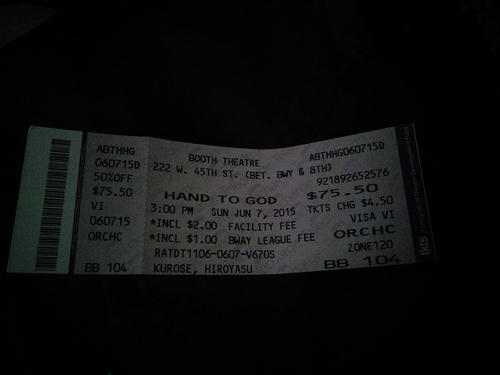 ABTHHG
060715D
50%OFF
$75.50
VI
060715
ORCHC
BB 104
BOOTH THEATRE
222 W. 45TH ST. (BET. BWY & 8TH)
HAND TO GOD
3:00 PM SUN JUN 7, 2015
*INCL $2.00 FACILITY FEE
*INCL $1.00 BWAY LEAGUE FEE
RATDT1106-0607-V670S
KUROSE, HIROYASU
ABTHHG060715D
921892652576
$75.50
TKTS CHG $4.50
VISA VI
ORCHC
ZONE120
BB 104
tkts